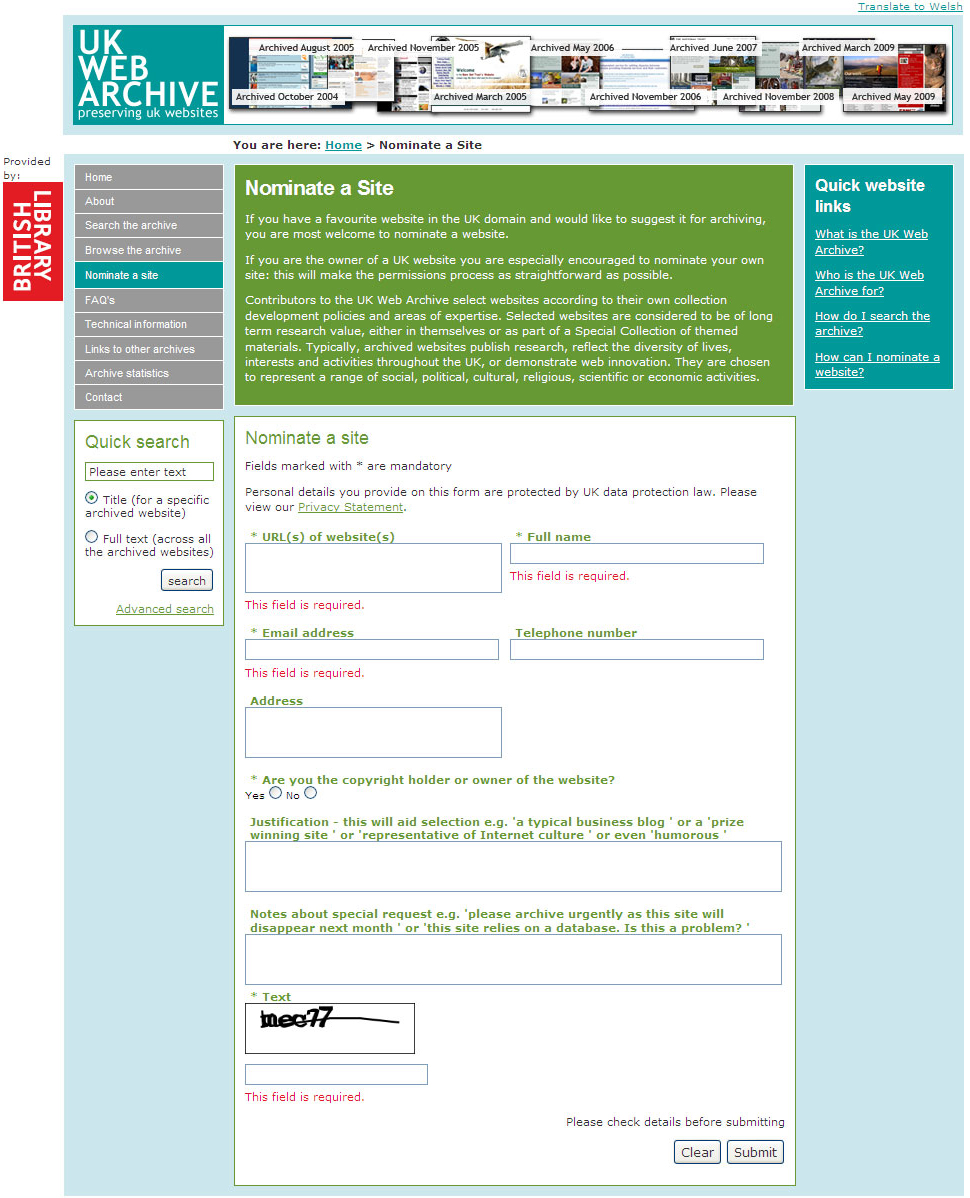 Translate to Welsh
UK
WEB
ARCHIVE
preserving uk websites
Archived August 2005
Archived November 2005
Archived May 2006
Archived June 2007
Archived March 2009
Archived October 2004
Archived March 2005
Archived November 2006
Archived November 2008
Archived May 2009
You are here: Home > Nominate a Site
Provided
by:
BRITISH
LIBRARY
Home
About
Search the archive
Browse the archive
Nominate a site
FAQ's
Technical information
Links to other archives
Archive statistics
Contact
Quick search
Please enter text
Title (for a specific
archived website)
Full text (across all
the archived websites)
search
Advanced search
Nominate a Site
If you have a favourite website in the UK domain and would like to suggest it for archiving,
you are most welcome to nominate a website.
If you are the owner of a UK website you are especially encouraged to nominate your own
site: this will make the permissions process as straightforward as possible.
Contributors to the UK Web Archive select websites according to their own collection
development policies and areas of expertise. Selected websites are considered to be of long
term research value, either in themselves or as part of a Special Collection of themed
materials. Typically, archived websites publish research, reflect the diversity of lives,
interests and activities throughout the UK, or demonstrate web innovation. They are chosen
to represent a range of social, political, cultural, religious, scientific or economic activities.
Quick website
links
What is the UK Web
Archive?
Who is the UK Web
Archive for?
How do I search the
archive?
How can I nominate a
website?
Nominate a site
Fields marked with * are mandatory
Personal details you provide on this form are protected by UK data protection law. Please
view our Privacy Statement.
* URL(s) of website(s)
This field is required.
* Full name
This field is required.
* Email address
This field is required.
Telephone number
Address
* Are you the copyright holder or owner of the website?
Yes No
Justification - this will aid selection e.g. 'a typical business blog ' or a 'prize
winning site ' or 'representative of Internet culture ' or even 'humorous '
Notes about special request e.g. 'please archive urgently as this site will
disappear next month ' or 'this site relies on a database. Is this a problem? '
* Text
This field is required.
Please check details before submitting
Clear
Submit